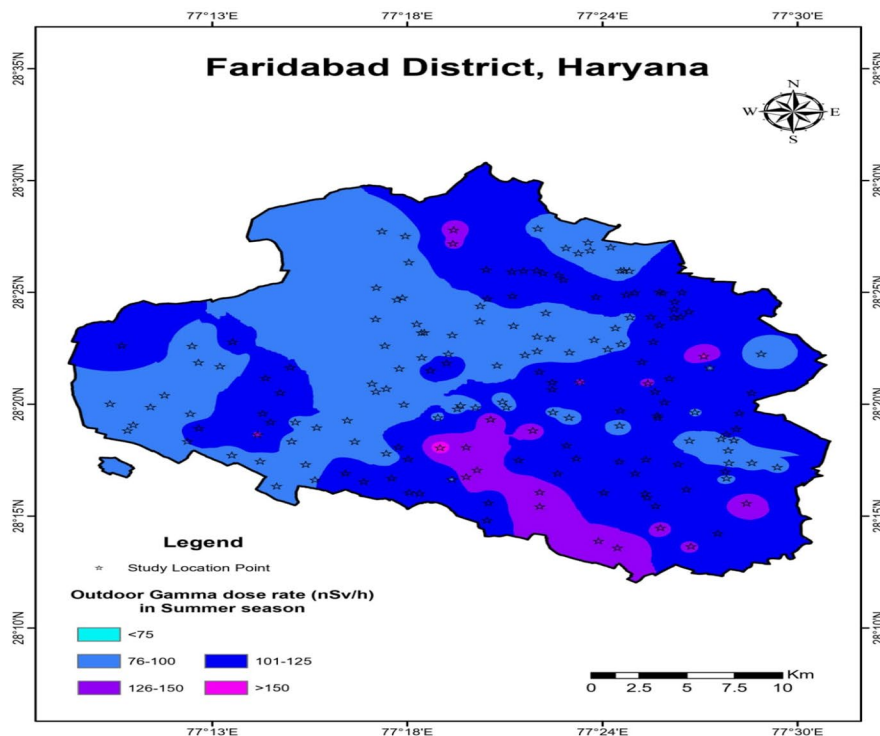 77°13'E 77°18'E 77°24'E 77°30'E
Faridabad District, Haryana
N
W E
S
28°35'N 28°35'N
28°30'N 28°30'N
28°25'N 28°25'N
28°20'N 28°20'N
28°15'N 28°15'N
28°10'N 28°10'N
Legend
Study Location Point
Outdoor Gamma dose rate (nSv/h)
in Summer season
<75
76-100 101-125
126-150 >150
Km
0 2.5 5 7.5 10
77°13'E 77°18'E 77°24'E 77°30'E